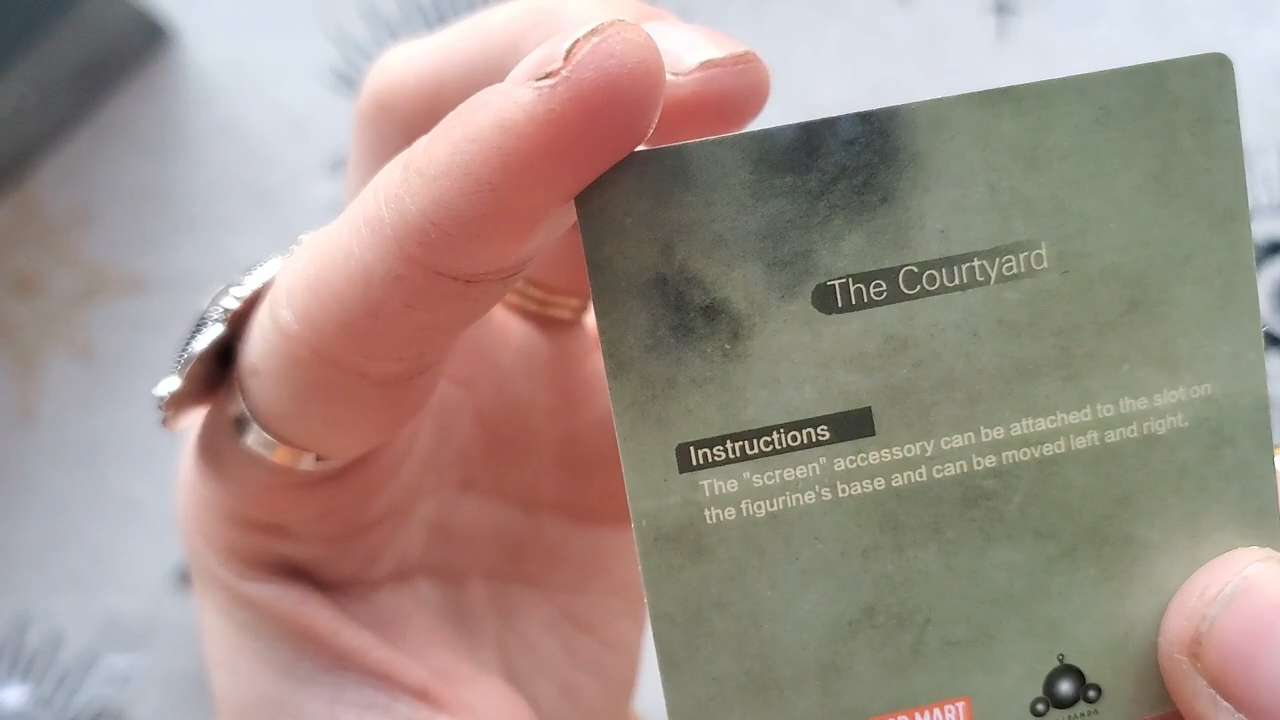 The Courtyard
Instructions
The "screen" accessory can be attached to the slot on
the figurine's base and can be moved left and right.
MART